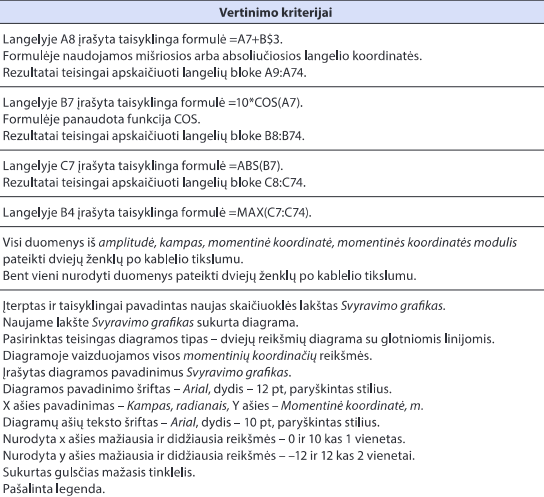 Vertinimo kriterijai
Langelyje A8 įrašyta taisyklinga formulė =A7+B$3.
Formulėje naudojamos mišriosios arba absoliučiosios langelio koordinatės.
Rezultatai teisingai apskaičiuoti langelių bloke A9:A74.
Langelyje B7 įrašyta taisyklinga formulė =10*COS(A7).
Formulėje panaudota funkcija COS.
Rezultatai teisingai apskaičiuoti langelių bloke B8:B74.
Langelyje C7 įrašyta taisyklinga formulė =ABS(B7).
Rezultatai teisingai apskaičiuoti langelių bloke C8:C74.
Langelyje B4 įrašyta taisyklinga formulė =MAX(C7:C74).
Visi duomenys iš amplitudė, kampas, momentinė koordinatė, momentinės koordinatės modulis
pateikti dviejų ženklų po kablelio tikslumu.
Bent vieni nurodyti duomenys pateikti dviejų ženklų po kablelio tikslumu.
Įterptas ir taisyklingai pavadintas naujas skaičiuoklės lakštas Svyravimo grafikas.
Naujame lakšte Svyravimo grafikas sukurta diagrama.
Pasirinktas teisingas diagramos tipas – dviejų reikšmių diagrama su glotniomis linijomis.
Diagramoje vaizduojamos visos momentinių koordinačių reikšmės.
Įrašytas diagramos pavadinimus Svyravimo grafikas.
Diagramos pavadinimo šriftas – Arial, dydis – 12 pt, paryškintas stilius.
X ašies pavadinimas – Kampas, radianais, Y ašies – Momentinė koordinatė, m.
Diagramų ašių teksto šriftas – Arial, dydis – 10 pt, paryškintas stilius.
Nurodyta x ašies mažiausia ir didžiausia reikšmės – 0 ir 10 kas 1 vienetas.
Nurodyta y ašies mažiausia ir didžiausia reikšmės – –12 ir 12 kas 2 vienetai.
Sukurtas gulsčias mažasis tinklelis.
Pašalinta legenda.